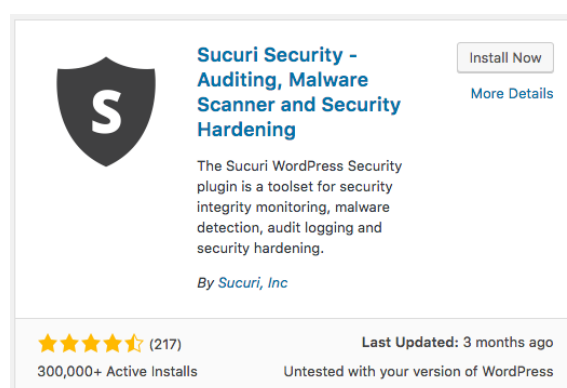 S
Sucuri Security -
Auditing, Malware
Scanner and Security
Hardening
Install Now
More Details
The Sucuri WordPress Security
plugin is a toolset for security
integrity monitoring, malware
detection, audit logging and
security hardening.
By Sucuri, Inc
(217)
Last Updated: 3 months ago
300,000+ Active Installs
Untested with your version of WordPress